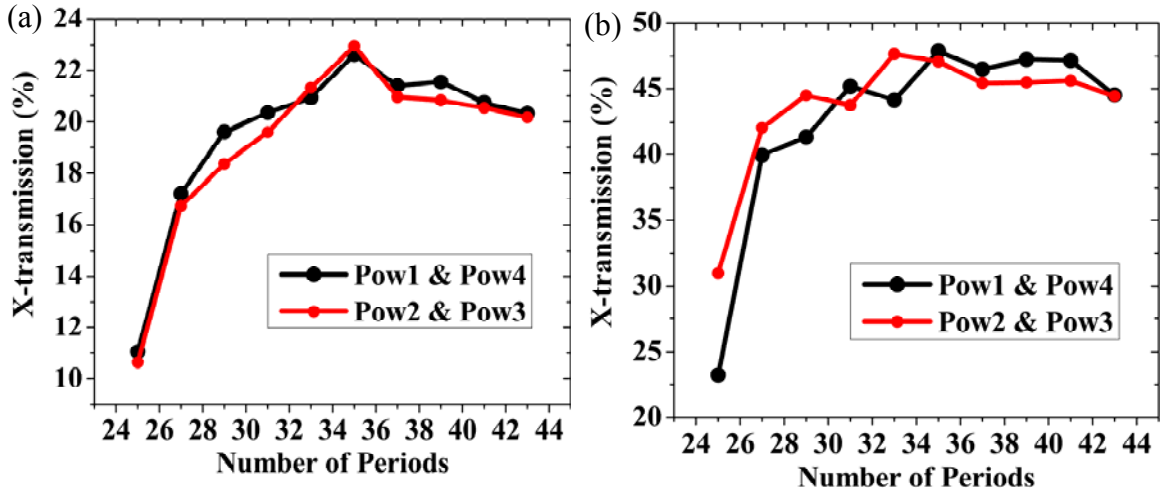 (a)
X-transmission (%)
24
22
20
18
16
14
12
10
Pow1 & Pow4
Pow2 & Pow3
24 26 28 30 32 34 36 38 40 42 44
Number of Periods
(b)
X-transmission (%)
50
45
40
35
30
25
20
Pow1 & Pow4
Pow2 & Pow3
24 26 28 30 32 34 36 38 40 42 44
Number of Periods